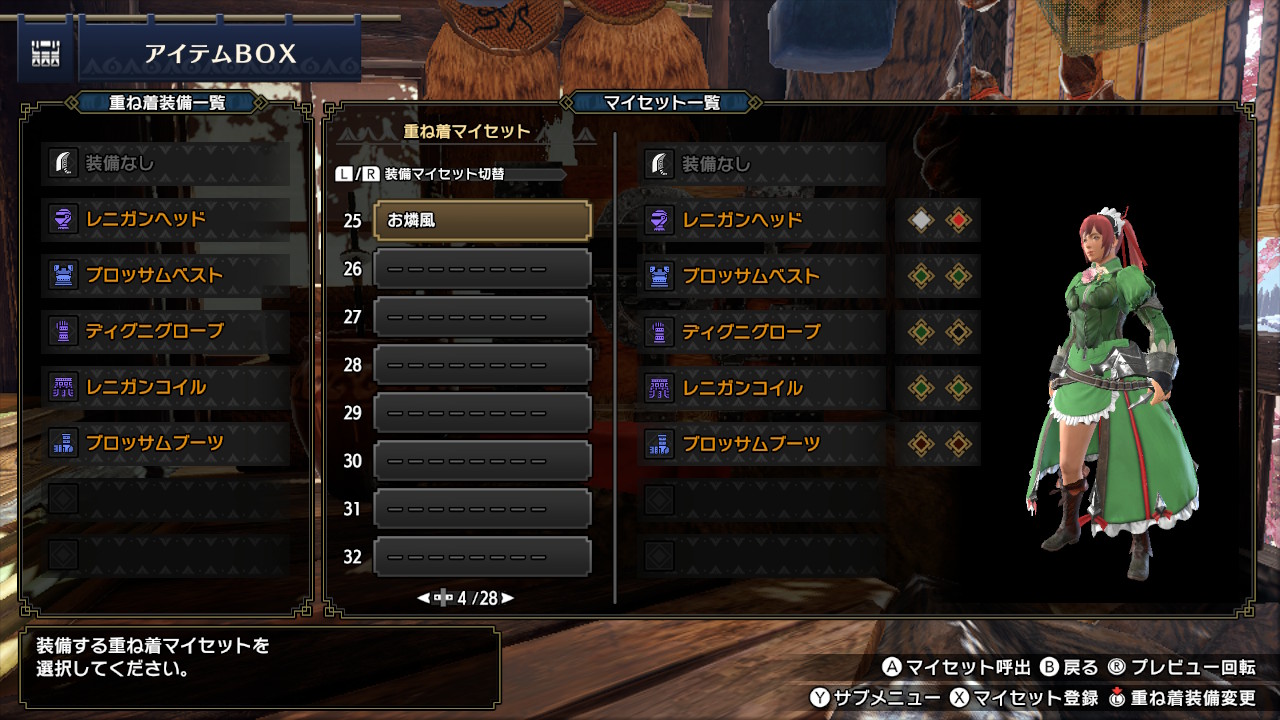 アイテムBOX
重ね着装備一覧
装備なし
レニガンヘッド
ブロッサムベスト
ディグニグローブ
レニガンコイル
ブロッサムブーツ
マイセット一覧
重ね着マイセット
L/R 装備マイセット切替
25 お燐風
26 --------
27 --------
28 --------
29 --------
30 --------
31 --------
32 --------
4/28
装備なし
レニガンヘッド
ブロッサムベスト
ディグニグローブ
レニガンコイル
ブロッサムブーツ
装備する重ね着マイセットを
選択してください。
A マイセット呼出 B 戻る R プレビュー回転
Y サブメニュー X マイセット登録 L 重ね着装備変更